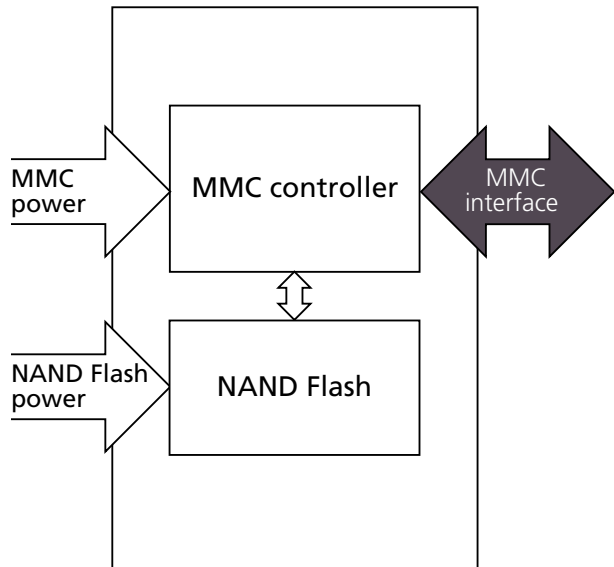 MMC
power
MMC controller
MMC
interface
NAND Flash
power
NAND Flash